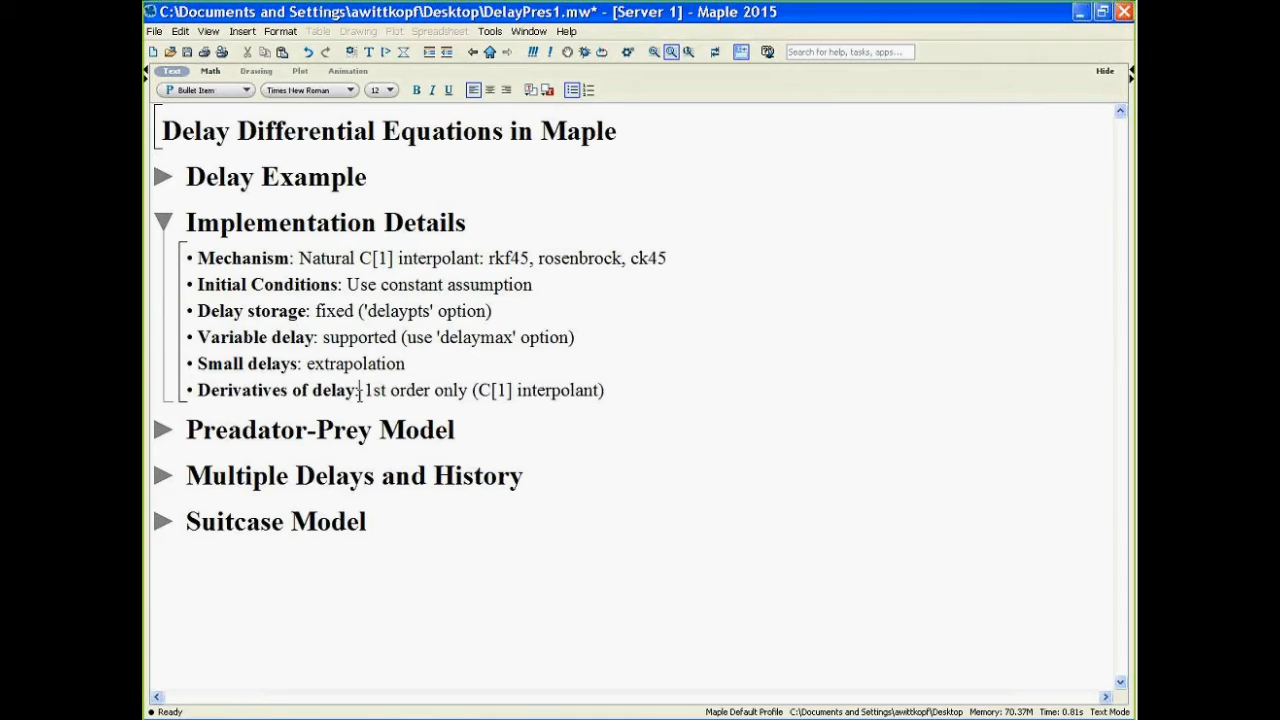 C:\Documents and Settings\awittkopf\Desktop\DelayPres1.mw* - [Server 1] - Maple 2015
File Edit View Insert Format Table Drawing Plot Spreadsheet Tools Window Help
Search for help, tasks, apps...
Text Math Drawing Plot Animation Hide
P Bullet Item Times New Roman 12 B I U
Delay Differential Equations in Maple
Delay Example
Implementation Details
• Mechanism: Natural C[1] interpolant: rkf45, rosenbrock, ck45
• Initial Conditions: Use constant assumption
• Delay storage: fixed ('delaypts' option)
• Variable delay: supported (use 'delaymax' option)
• Small delays: extrapolation
• Derivatives of delay: 1st order only (C[1] interpolant)
Preadator-Prey Model
Multiple Delays and History
Suitcase Model
Ready Maple Default Profile C:\Documents and Settings\awittkopf\Desktop Memory: 70.37M Time: 0.81s Text Mode